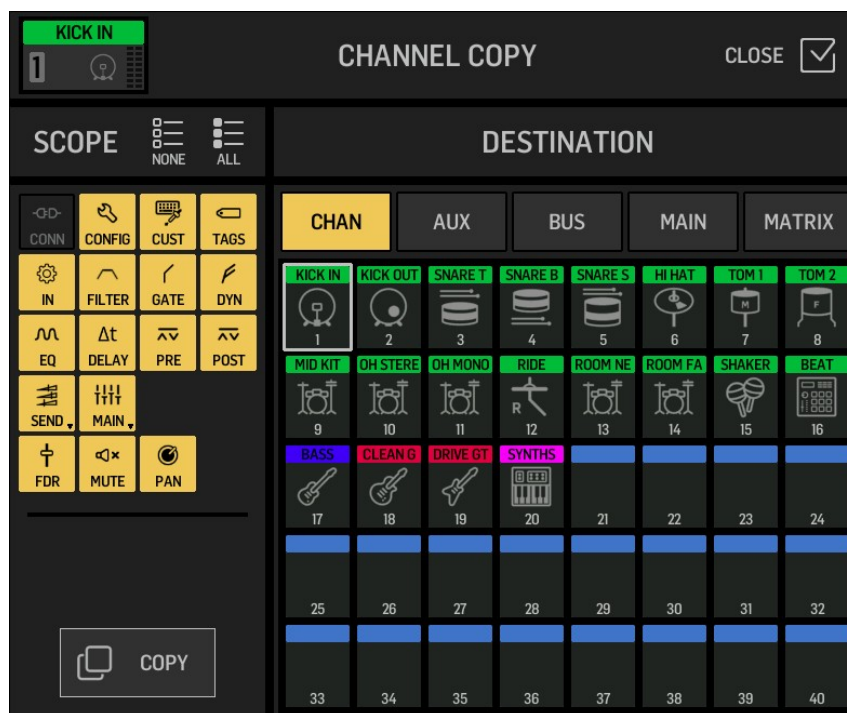 KICK IN
1
CHANNEL COPY
CLOSE
SCOPE
NONE
ALL
DESTINATION
CONN CONFIG CUST TAGS
IN FILTER GATE DYN
Δt
EQ DELAY PRE POST
SEND MAIN
FDR MUTE PAN
COPY
CHAN AUX BUS MAIN MATRIX
KICK IN KICK OUT SNARE T SNARE B SNARE S HI HAT TOM 1 TOM 2
M F
1 2 3 4 5 6 7 8
MID KIT OH STERE OH MONO RIDE ROOM NE ROOM FA SHAKER BEAT
R
9 10 11 12 13 14 15 16
BASS CLEAN G DRIVE GT SYNTHS
17 18 19 20 21 22 23 24
25 26 27 28 29 30 31 32
33 34 35 36 37 38 39 40